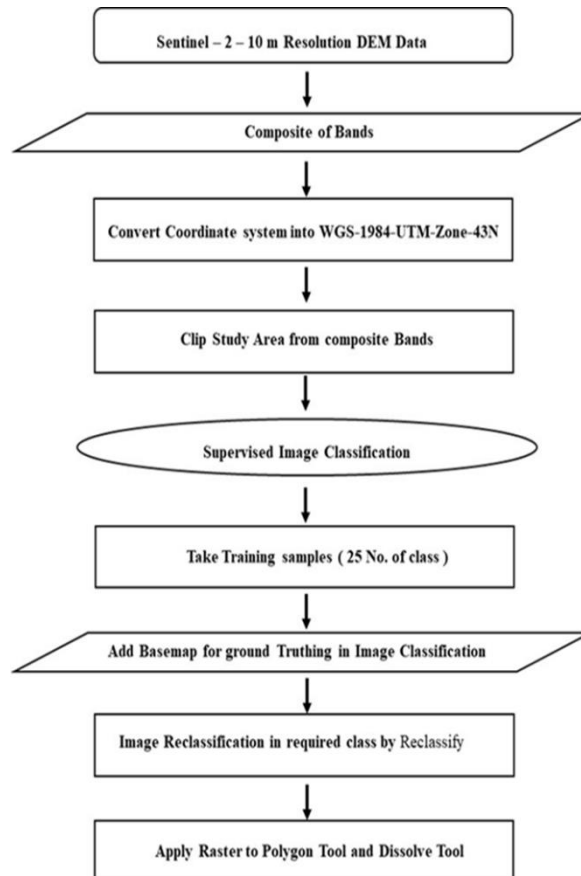 Sentinel – 2 – 10 m Resolution DEM Data
Composite of Bands
Convert Coordinate system into WGS-1984-UTM-Zone-43N
Clip Study Area from composite Bands
Supervised Image Classification
Take Training samples ( 25 No. of class )
Add Basemap for ground Truthing in Image Classification
Image Reclassification in required class by Reclassify
Apply Raster to Polygon Tool and Dissolve Tool